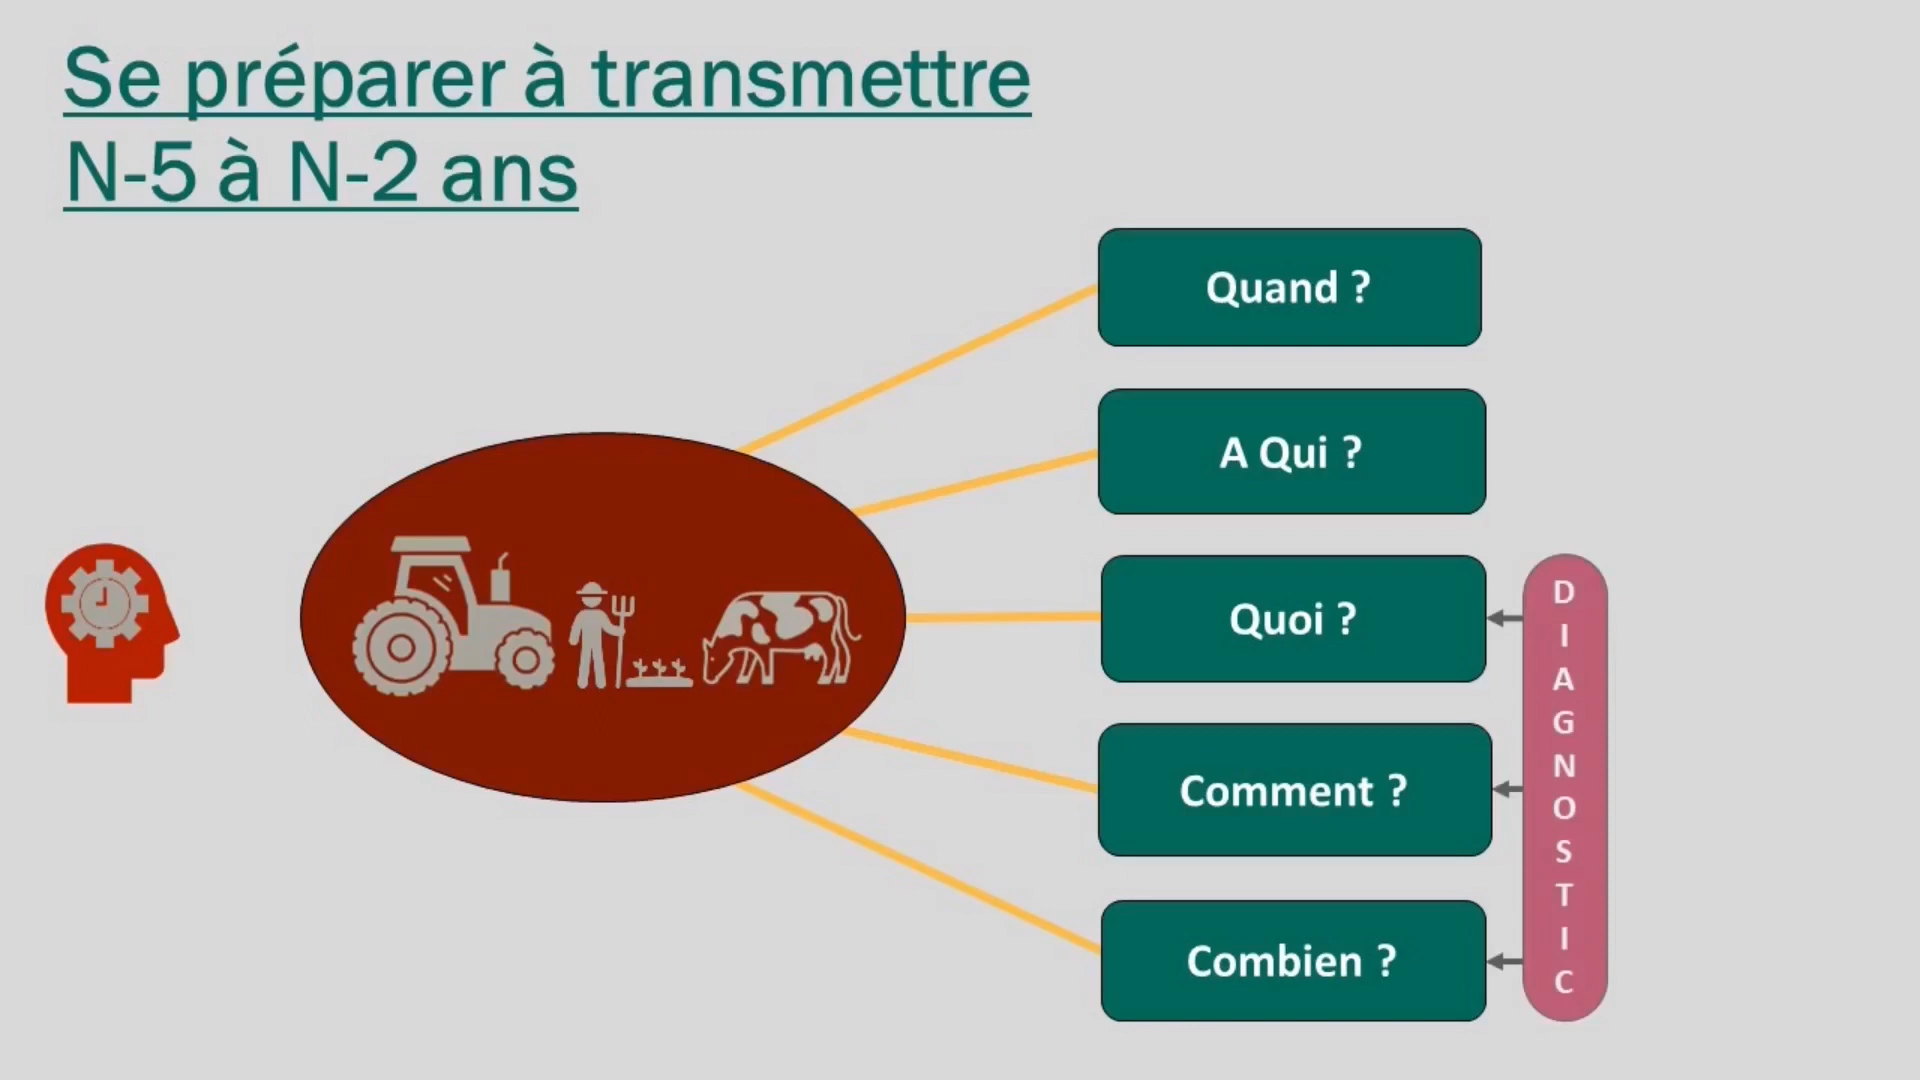 Se préparer à transmettre
N-5 à N-2 ans
Quand ?
A Qui ?
Quoi ?
Comment ?
Combien ?
D
I
A
G
N
O
S
T
I
C